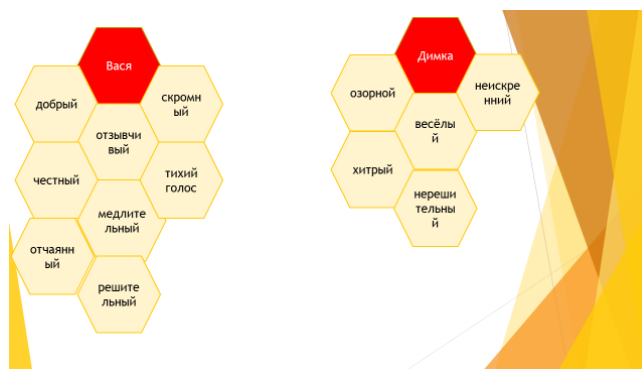 Вася
добрый
скромн
ый
отзывчи
вый
честный
тихий
голос
медлите
льный
отчаянн
ый
решите
льный
Димка
озорной
неискре
нний
весёлы
й
хитрый
нереши
тельны
й